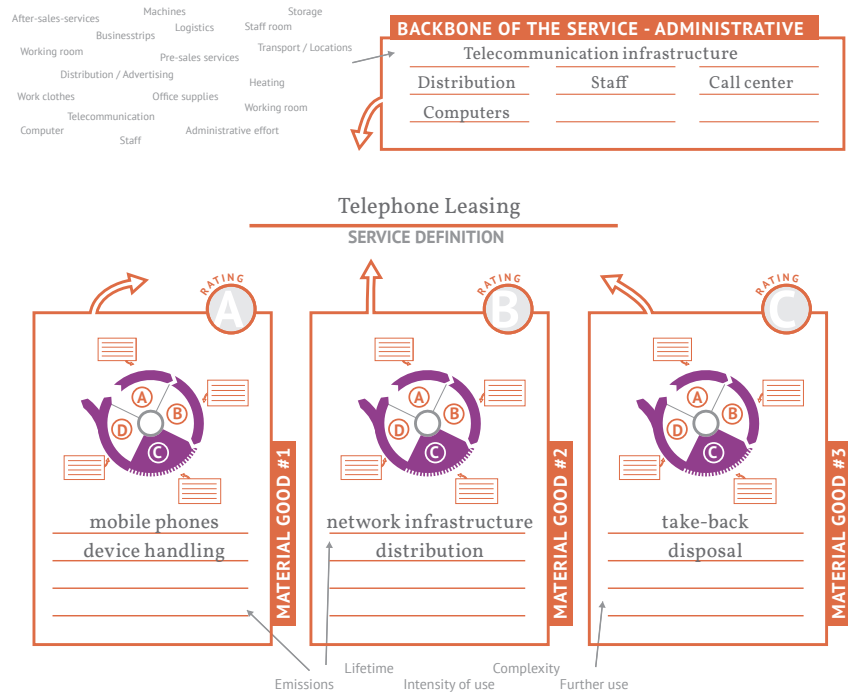 After-sales-services
Machines
Storage
Businesstrips
Logistics
Staff room
Working room
Pre-sales services
Transport / Locations
Distribution / Advertising
Heating
Work clothes
Office supplies
Working room
Telecommunication
Computer
Administrative effort
Staff
BACKBONE OF THE SERVICE - ADMINISTRATIVE
Telecommunication infrastructure
Distribution Staff Call center
Computers
Telephone Leasing
SERVICE DEFINITION
RATING
A
A
B
C
D
mobile phones
device handling
MATERIAL GOOD #1
RATING
B
A
B
C
D
network infrastructure
distribution
MATERIAL GOOD #2
RATING
C
A
B
C
D
take-back
disposal
MATERIAL GOOD #3
Lifetime
Complexity
Emissions
Intensity of use
Further use